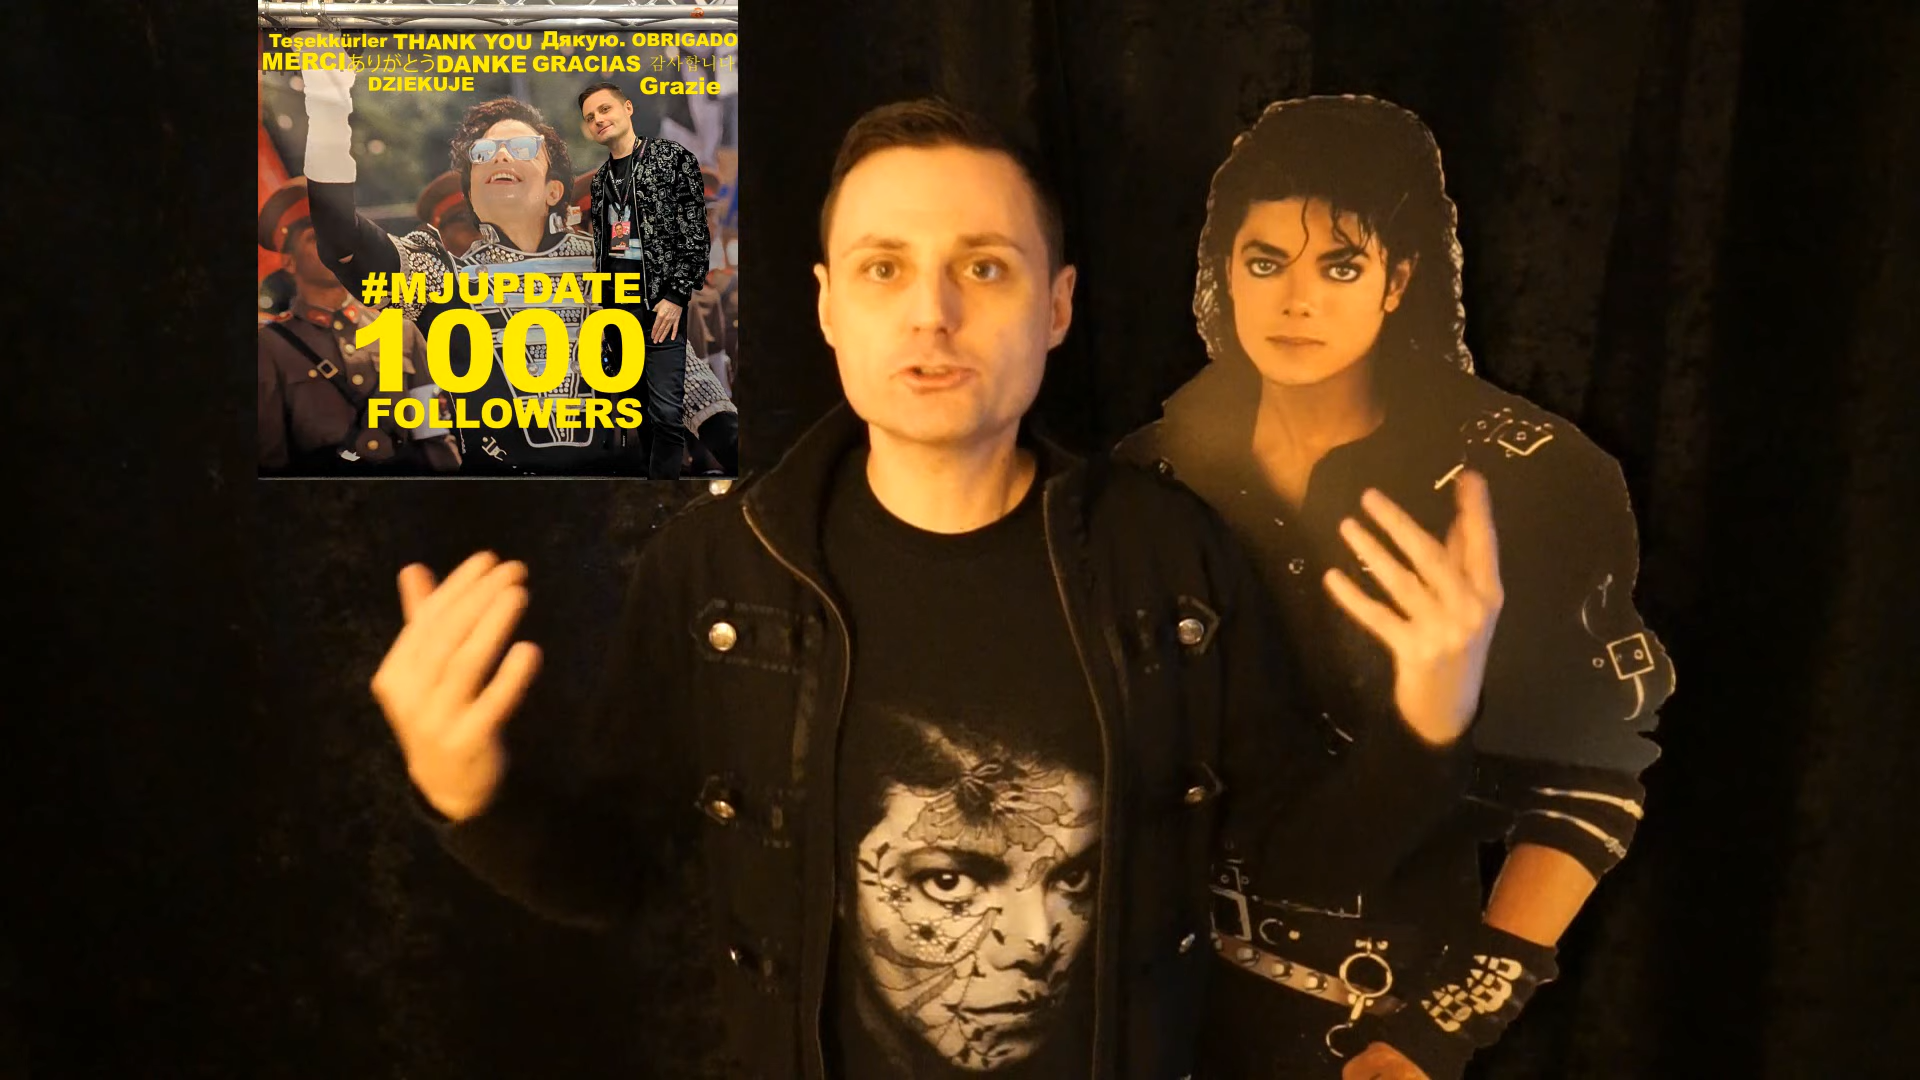 Teşekkürler THANK YOU Дякую. OBRIGADO
MERCI ありがとう DANKE GRACIAS 감사합니다
DZIEKUJE Grazie
#MJUPDATE
1000
FOLLOWERS